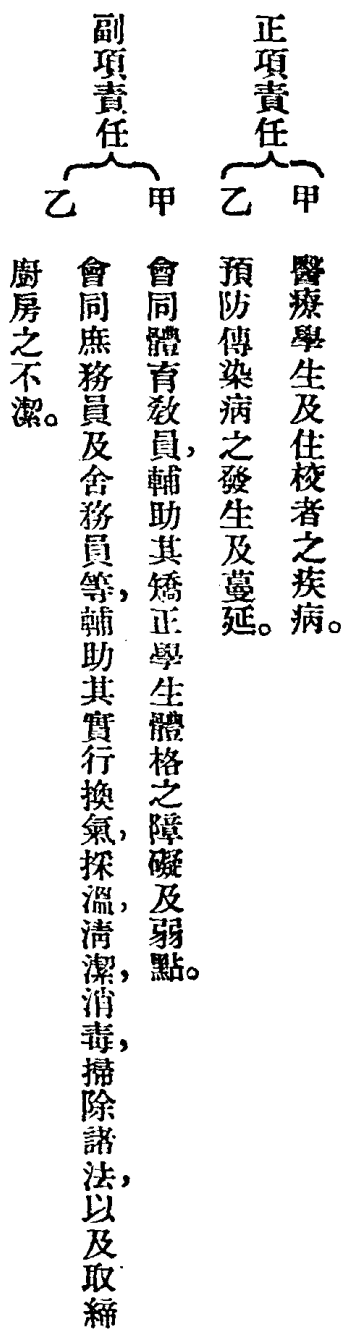 正項責任
甲　醫療學生及住校者之疾病。
乙　預防傳染病之發生及蔓延。
副項責任
甲　會同體育敎員，輔助其矯正學生體格之障礙及弱點。
乙　會同庶務員及舍務員等，輔助其實行換氣，採溫，淸潔，消毒，掃除諸法，以及取締
廚房之不潔。